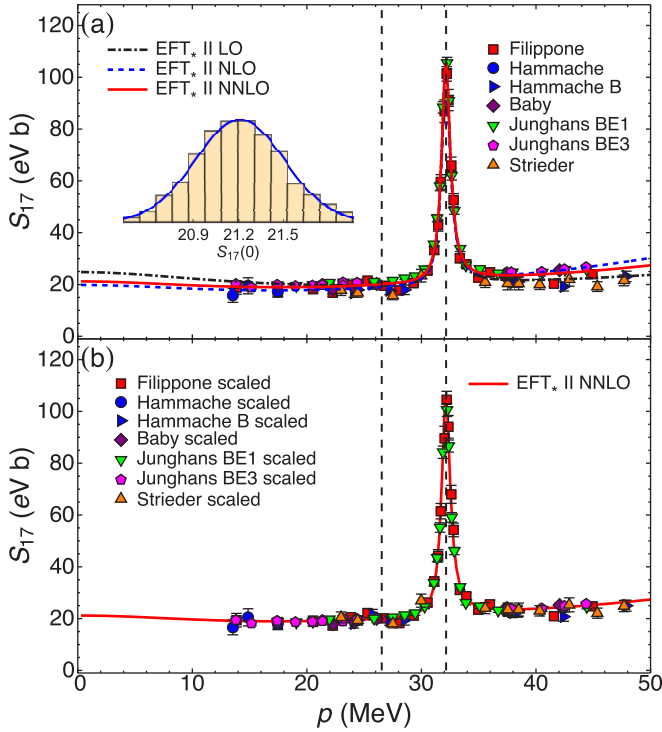 (a)
EFT* II LO
EFT* II NLO
EFT* II NNLO
Filippone
Hammache
Hammache B
Baby
Junghans BE1
Junghans BE3
Strieder
S17 (eV b)
100
80
60
40
20
0
20.9 21.2 21.5
S17(0)
(b)
Filippone scaled
Hammache scaled
Hammache B scaled
Baby scaled
Junghans BE1 scaled
Junghans BE3 scaled
Strieder scaled
EFT* II NNLO
S17 (eV b)
100
80
60
40
20
0
0 10 20 30 40 50
p (MeV)